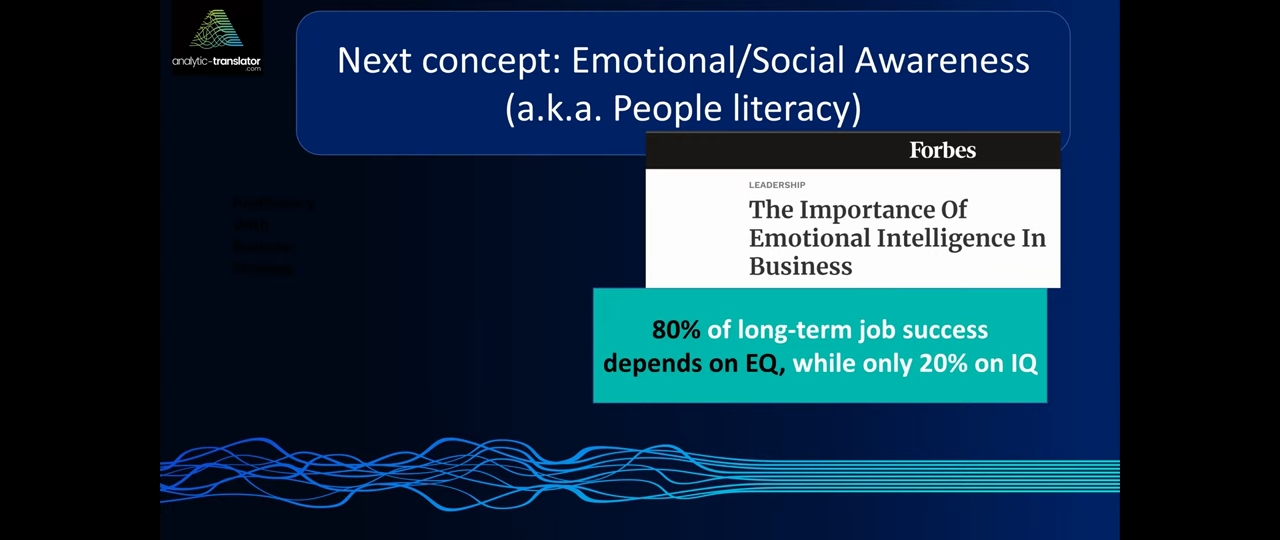 analytic-translator
.com
Next concept: Emotional/Social Awareness
(a.k.a. People literacy)
Forbes
LEADERSHIP
The Importance Of
Emotional Intelligence In
Business
80% of long-term job success
depends on EQ, while only 20% on IQ